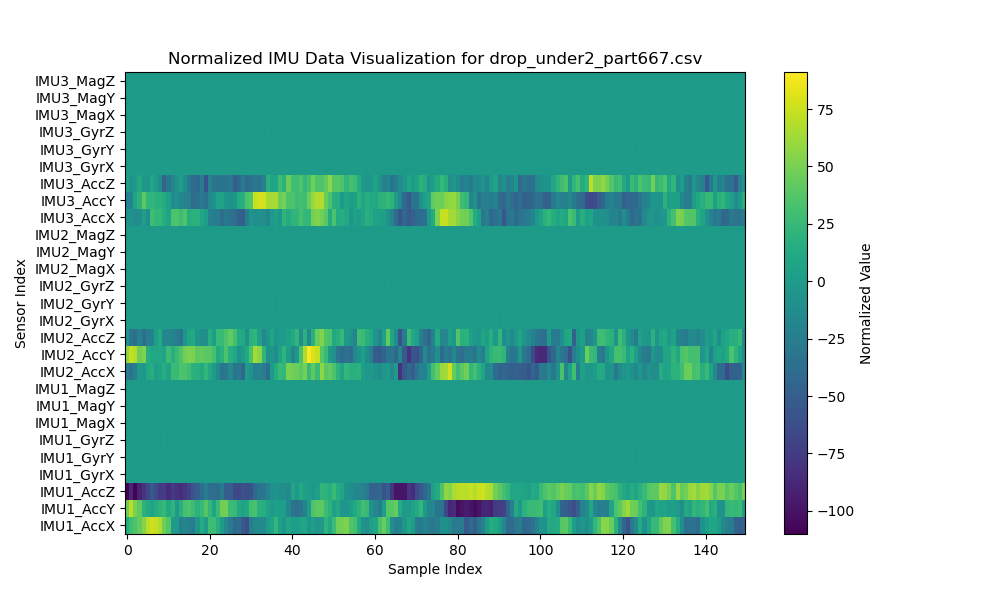 Normalized IMU Data Visualization for drop_under2_part667.csv
IMU3_MagZ
IMU3_MagY
IMU3_MagX
IMU3_GyrZ
IMU3_GyrY
IMU3_GyrX
IMU3_AccZ
IMU3_AccY
IMU3_AccX
IMU2_MagZ
IMU2_MagY
IMU2_MagX
IMU2_GyrZ
IMU2_GyrY
IMU2_GyrX
IMU2_AccZ
IMU2_AccY
IMU2_AccX
IMU1_MagZ
IMU1_MagY
IMU1_MagX
IMU1_GyrZ
IMU1_GyrY
IMU1_GyrX
IMU1_AccZ
IMU1_AccY
IMU1_AccX
Sensor Index
0 20 40 60 80 100 120 140
Sample Index
75
50
25
0
−25
−50
−75
−100
Normalized Value